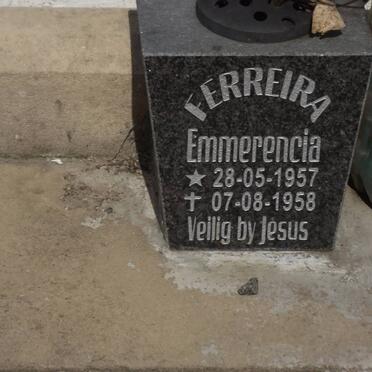 FERREIRA
Emmerencia
★ 28-05-1957
✝ 07-08-1958
Veilig by Jesus